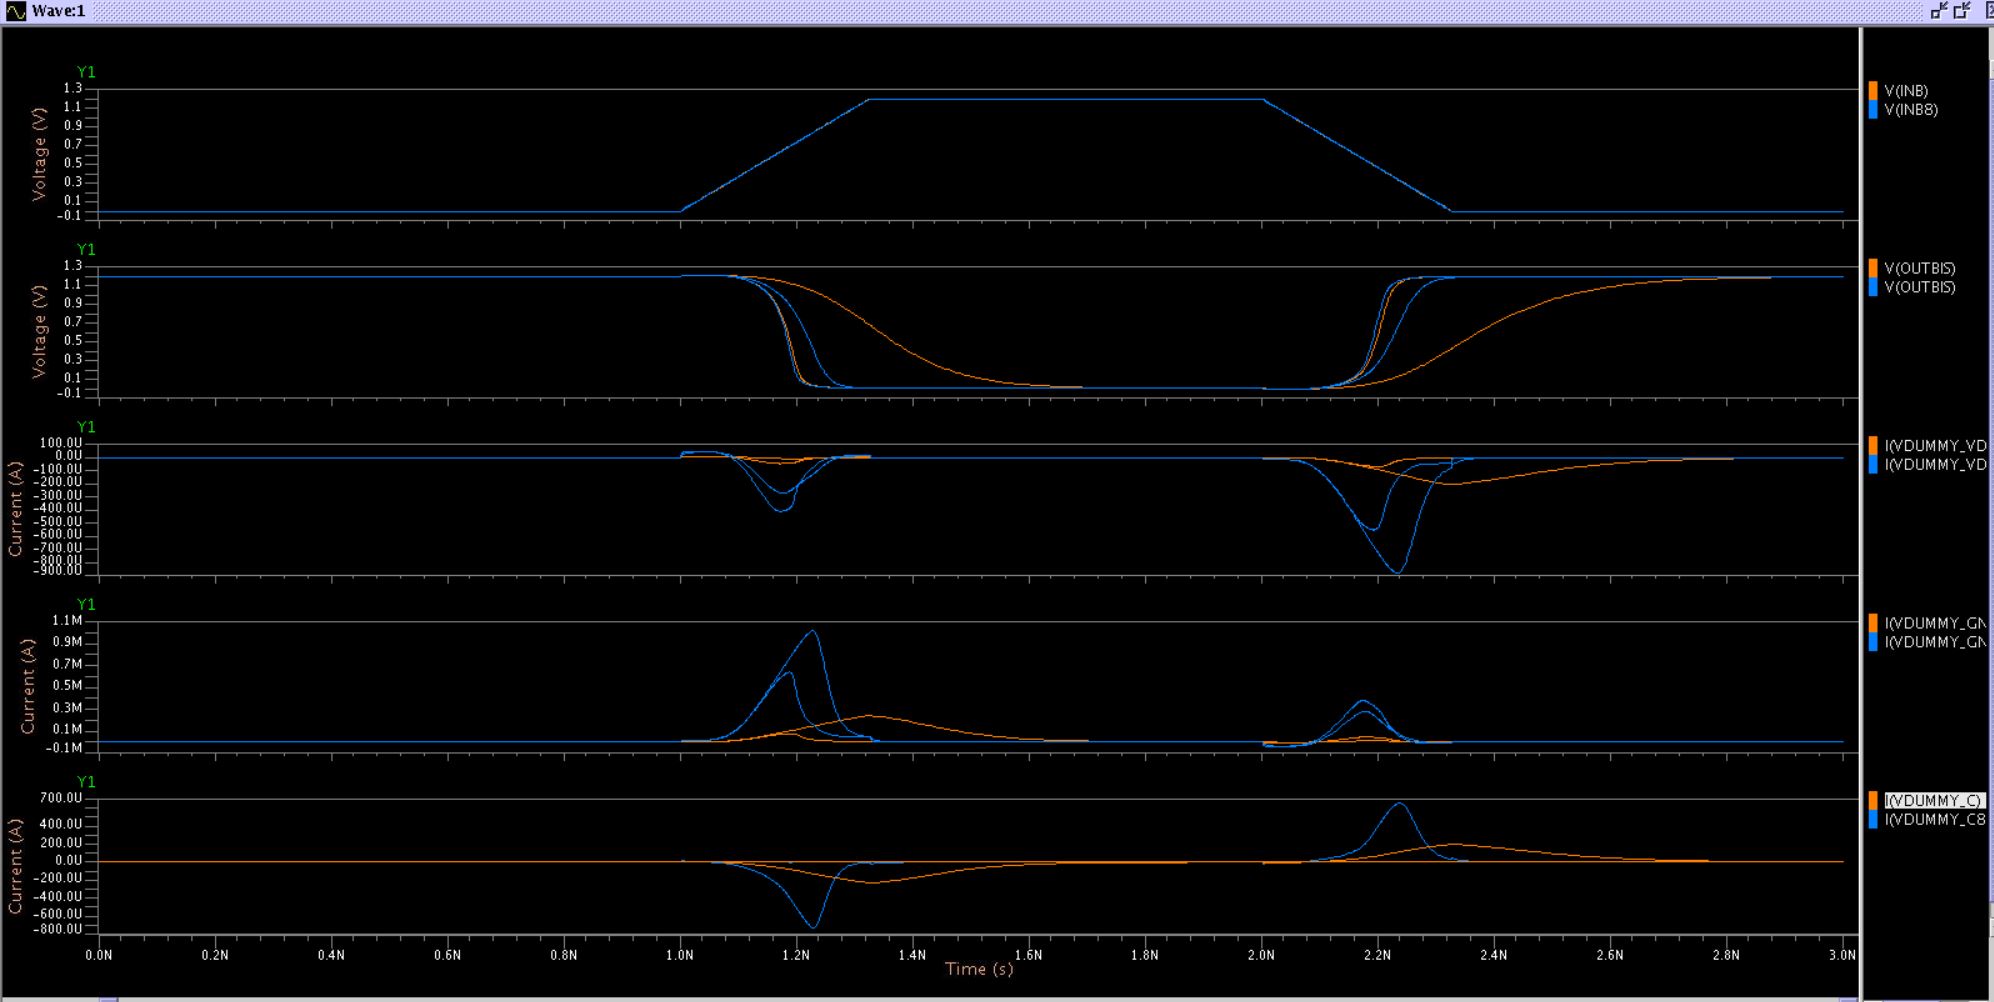 Wave:1
Y1
1.3
1.1
0.9
0.7
0.5
0.3
0.1
-0.1
Voltage (V)
V(INB)
V(INB8)
Y1
1.3
1.1
0.9
0.7
0.5
0.3
0.1
-0.1
Voltage (V)
V(OUTBIS)
V(OUTBIS)
Y1
100.0U
0.0U
-100.0U
-200.0U
-300.0U
-400.0U
-500.0U
-600.0U
-700.0U
-800.0U
-900.0U
Current (A)
I(VDUMMY_VD
I(VDUMMY_VD
Y1
1.1M
0.9M
0.7M
0.5M
0.3M
0.1M
-0.1M
Current (A)
I(VDUMMY_GN
I(VDUMMY_GN
Y1
700.0U
400.0U
200.0U
0.0U
-200.0U
-400.0U
-600.0U
-800.0U
Current (A)
I(VDUMMY_C)
I(VDUMMY_C8
0.0N 0.2N 0.4N 0.6N 0.8N 1.0N 1.2N 1.4N 1.6N 1.8N 2.0N 2.2N 2.4N 2.6N 2.8N 3.0N
Time (s)